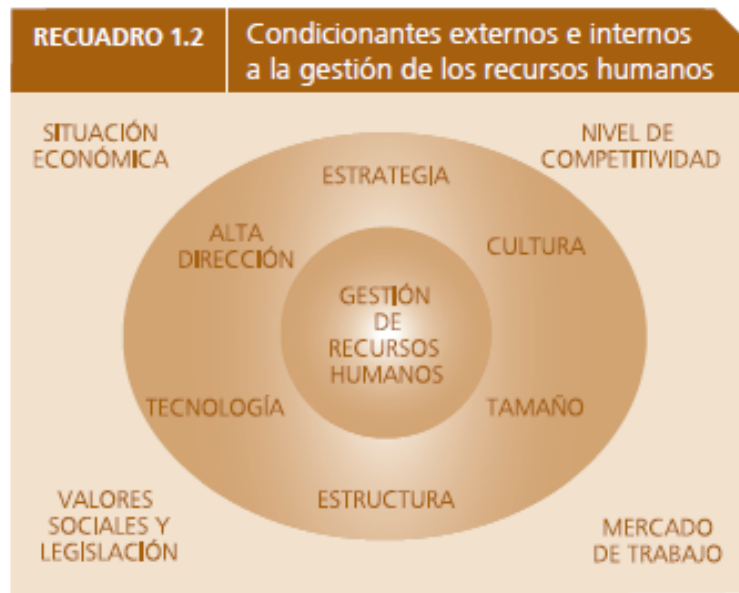 RECUADRO 1.2
Condicionantes externos e internos
a la gestión de los recursos humanos
SITUACIÓN
ECONÓMICA
NIVEL DE
COMPETITIVIDAD
ESTRATEGIA
ALTA
DIRECCIÓN
CULTURA
GESTIÓN
DE
RECURSOS
HUMANOS
TECNOLOGÍA
TAMAÑO
ESTRUCTURA
VALORES
SOCIALES Y
LEGISLACIÓN
MERCADO
DE TRABAJO